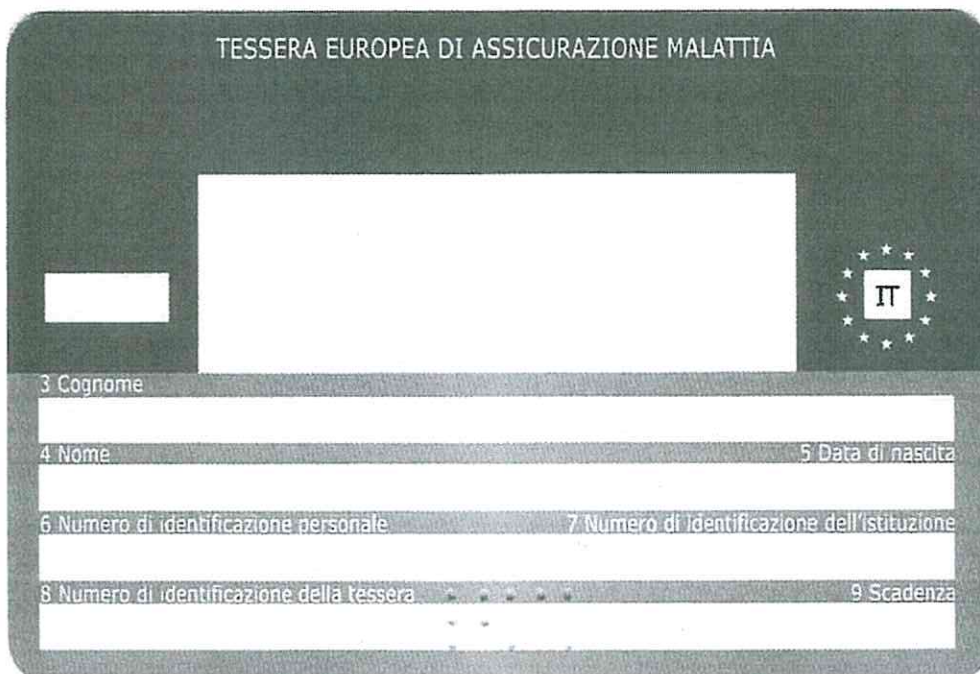 TESSERA EUROPEA DI ASSICURAZIONE MALATTIA
IT
3 Cognome
4 Nome 5 Data di nascita
6 Numero di identificazione personale 7 Numero di identificazione dell'istituzione
8 Numero di identificazione della tessera 9 Scadenza